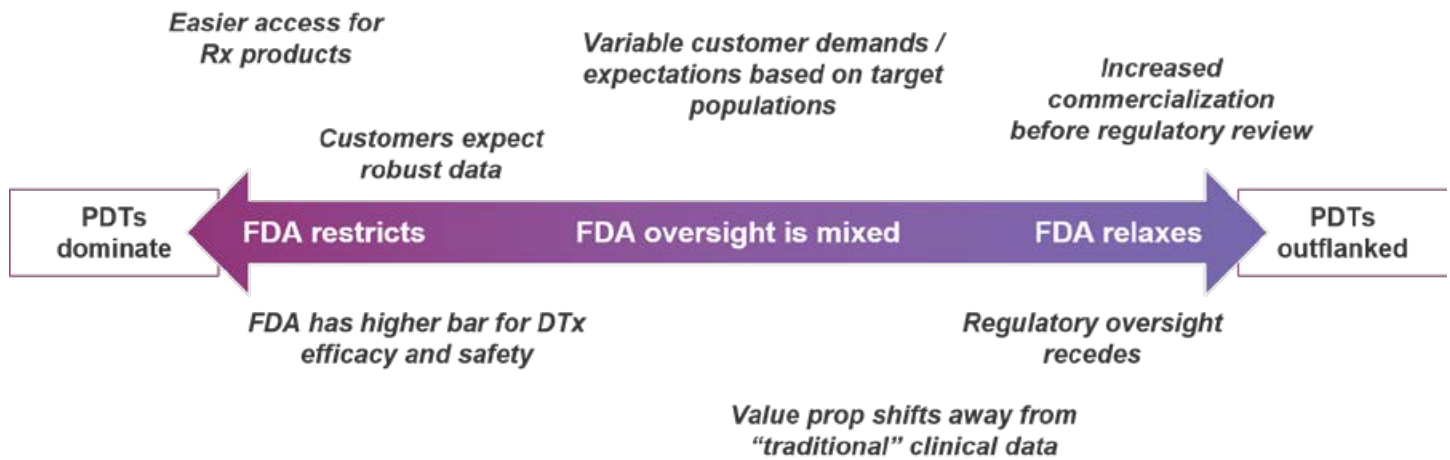 Easier access for
Rx products
Variable customer demands /
expectations based on target
populations
Increased
commercialization
before regulatory review
Customers expect
robust data
PDTs
dominate
FDA restricts
FDA oversight is mixed
FDA relaxes
PDTs
outflanked
FDA has higher bar for DTx
efficacy and safety
Regulatory oversight
recedes
Value prop shifts away from
“traditional” clinical data